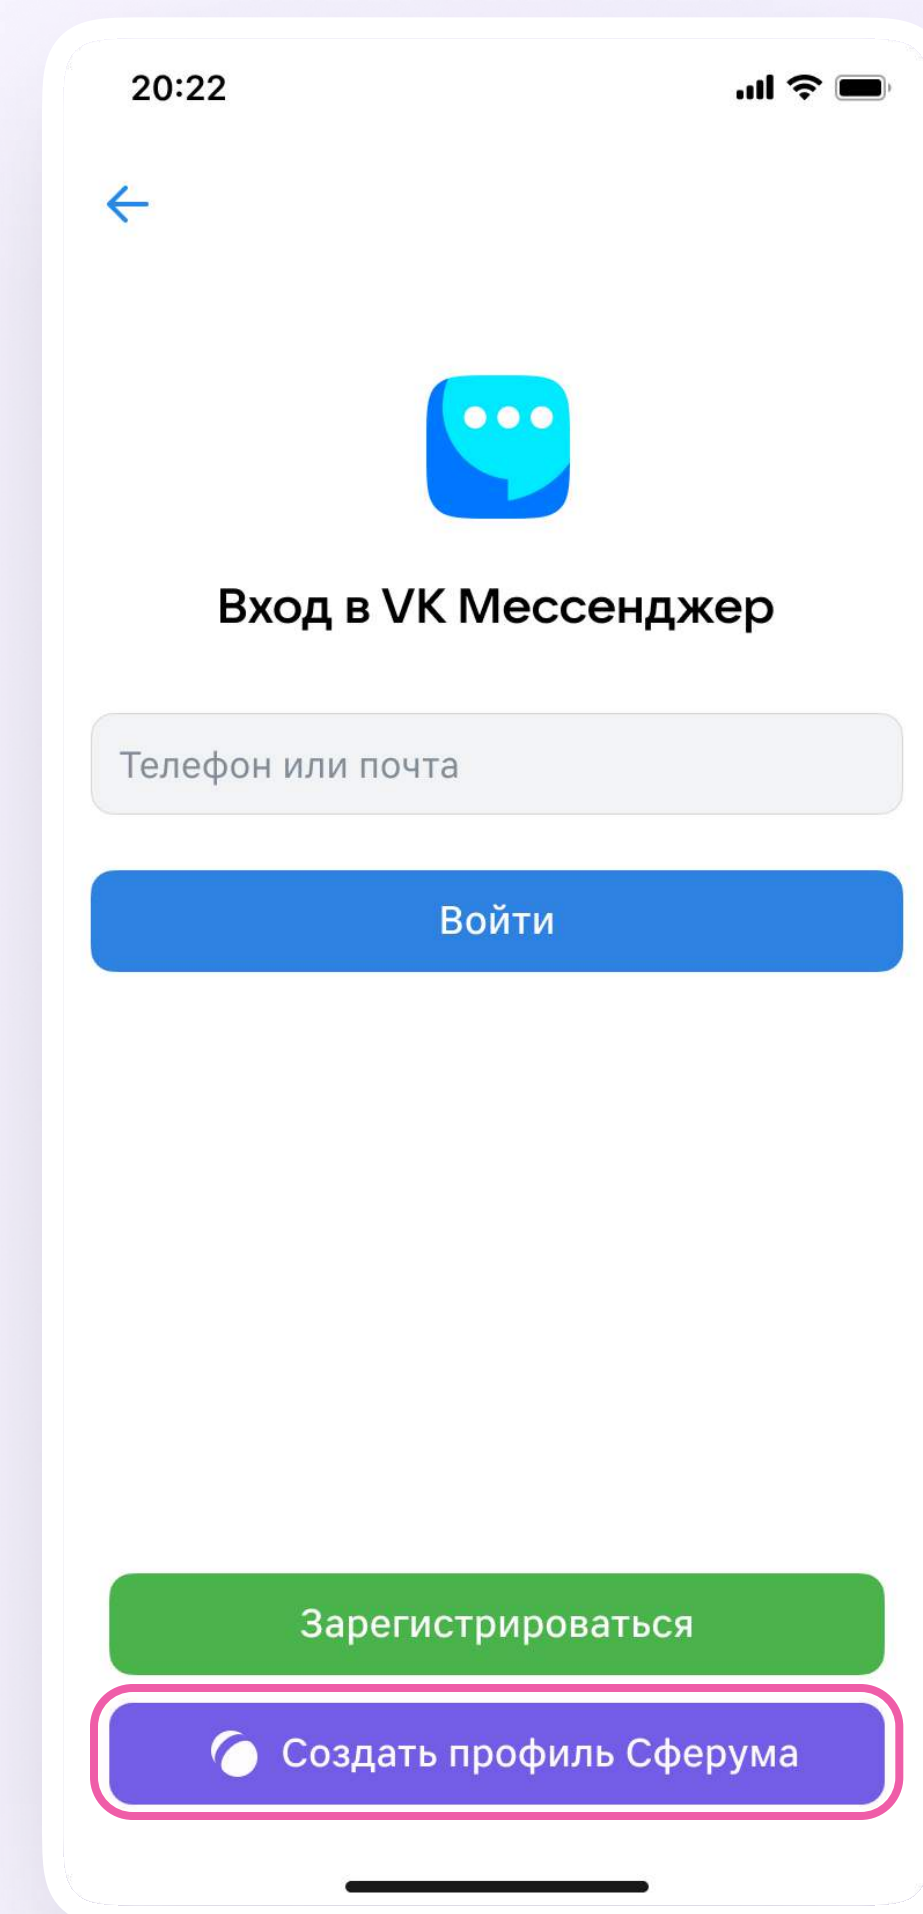 20:22
Вход в VK Мессенджер
Телефон или почта
Войти
Зарегистрироваться
Создать профиль Сферума